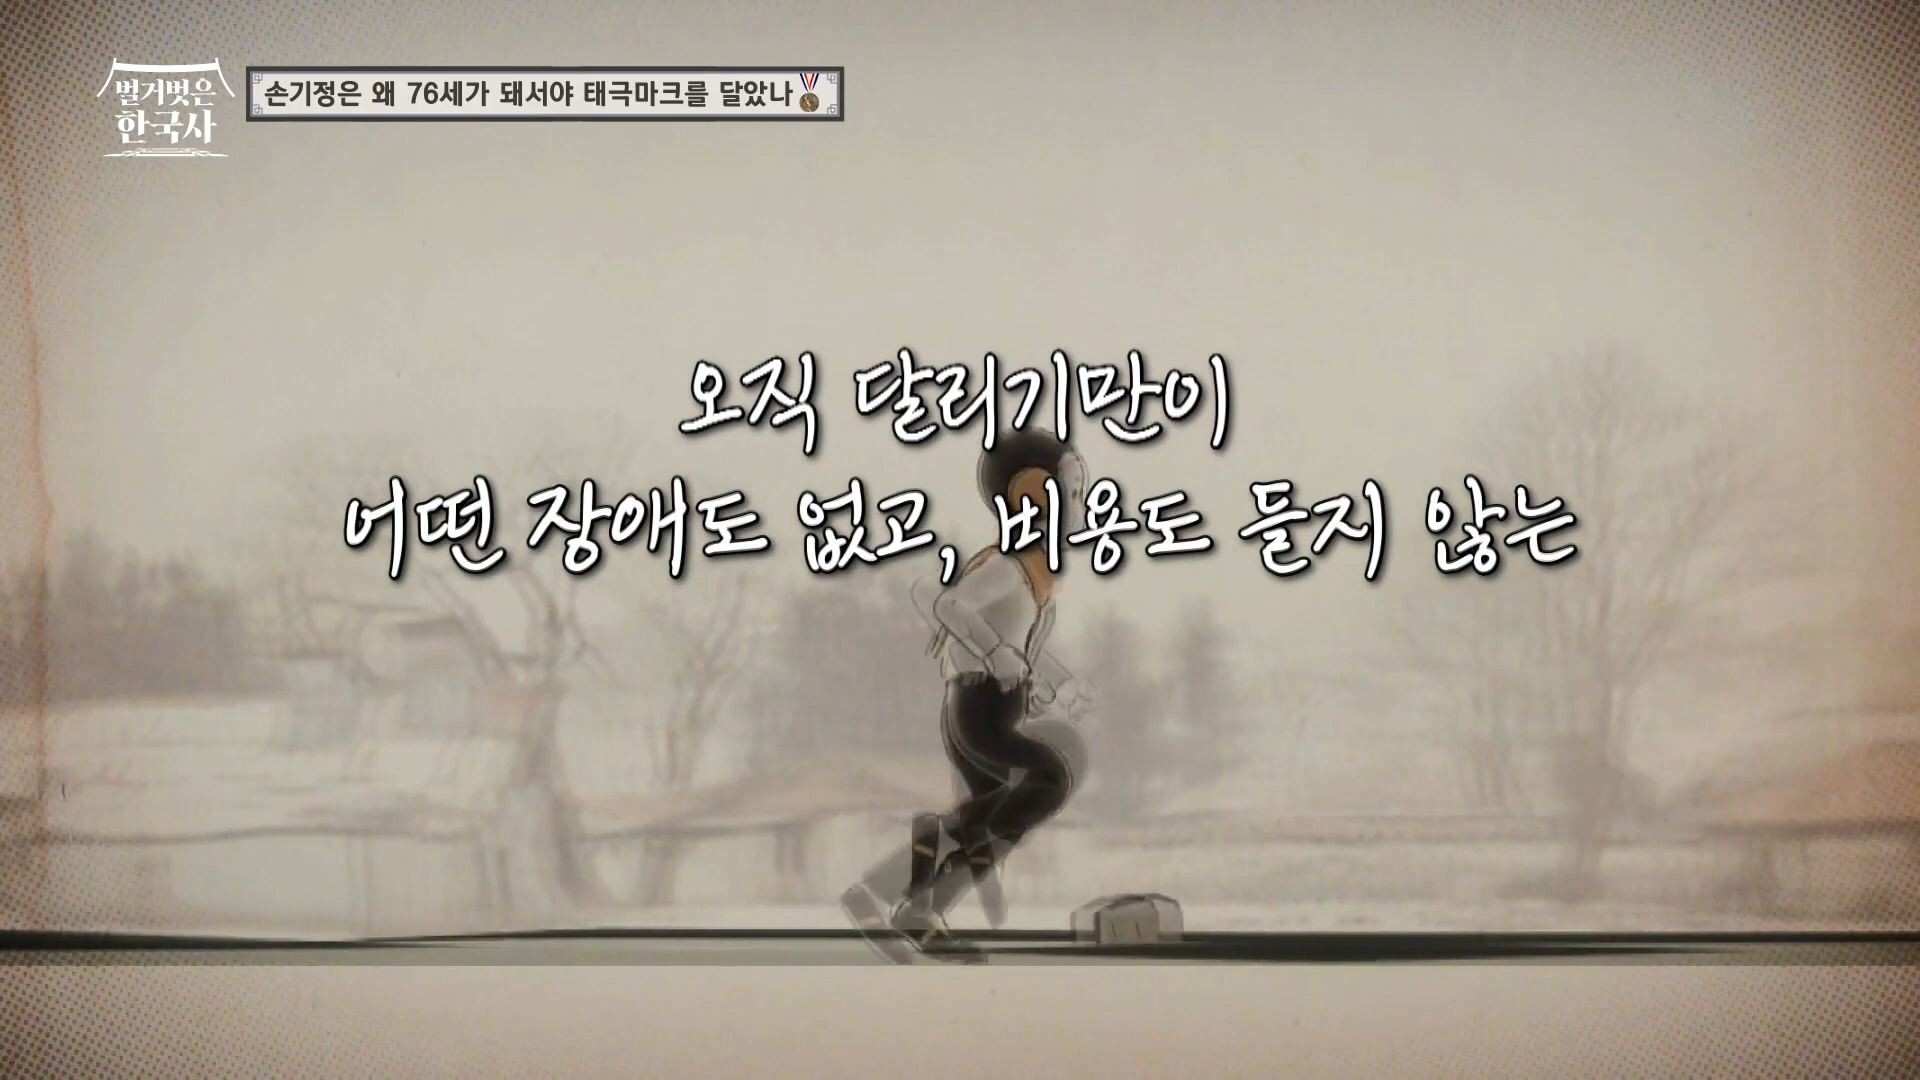 벌거벗은
한국사
손기정은 왜 76세가 돼서야 태극마크를 달았나
오직 달리기만이
어떤 장애도 없고, 비용도 들지 않는